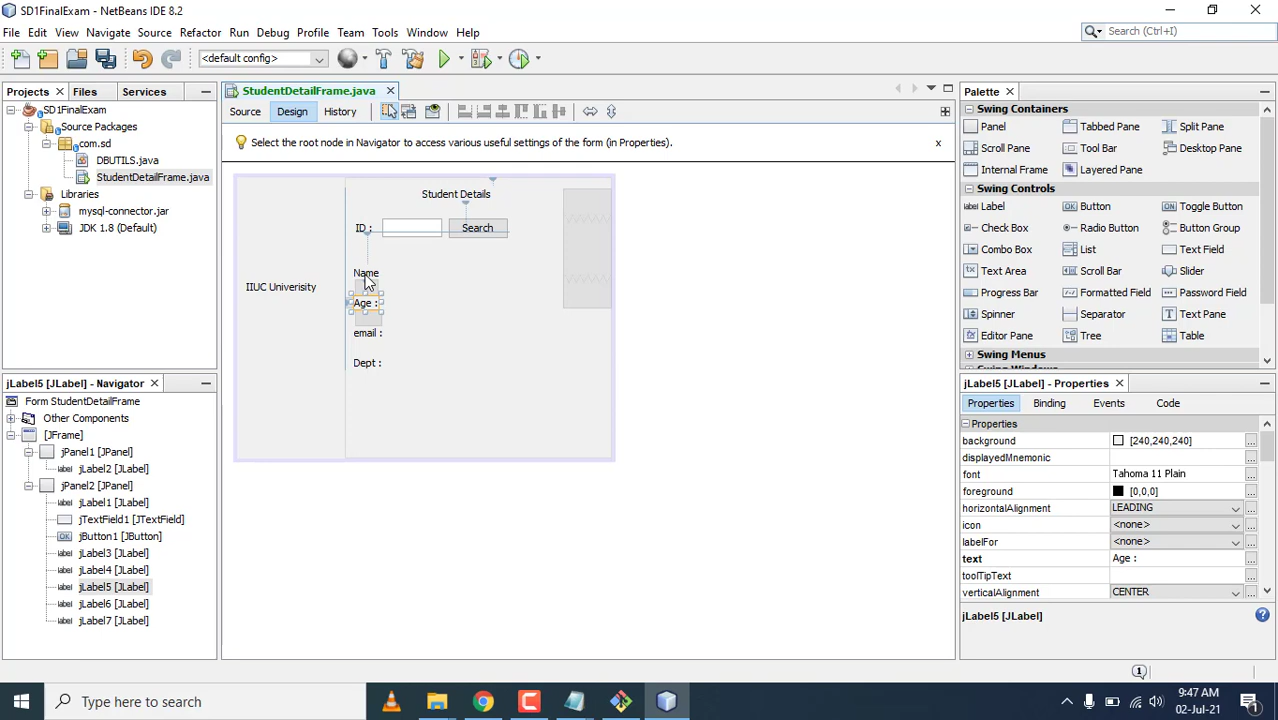 SD1FinalExam - NetBeans IDE 8.2
File Edit View Navigate Source Refactor Run Debug Profile Team Tools Window Help
Search (Ctrl+I)
<default config>
Projects Files Services
StudentDetailFrame.java
Palette
SD1FinalExam
Source Packages
com.sd
DBUTILS.java
StudentDetailFrame.java
Libraries
mysql-connector.jar
JDK 1.8 (Default)
Source Design History
Select the root node in Navigator to access various useful settings of the form (in Properties).
x
Student Details
ID :
Search
Name
IIUC Univerisity
Age :
email :
Dept :
Swing Containers
Panel Tabbed Pane Split Pane
Scroll Pane Tool Bar Desktop Pane
Internal Frame Layered Pane
Swing Controls
Label Button Toggle Button
Check Box Radio Button Button Group
Combo Box List Text Field
Text Area Scroll Bar Slider
Progress Bar Formatted Field Password Field
Spinner Separator Text Pane
Editor Pane Tree Table
Swing Menus
jLabel5 [JLabel] - Navigator
Form StudentDetailFrame
Other Components
[JFrame]
jPanel1 [JPanel]
jLabel2 [JLabel]
jPanel2 [JPanel]
jLabel1 [JLabel]
jTextField1 [JTextField]
jButton1 [JButton]
jLabel3 [JLabel]
jLabel4 [JLabel]
jLabel5 [JLabel]
jLabel6 [JLabel]
jLabel7 [JLabel]
jLabel5 [JLabel] - Properties
Properties Binding Events Code
Properties
background [240,240,240]
displayedMnemonic
font Tahoma 11 Plain
foreground [0,0,0]
horizontalAlignment LEADING
icon <none>
labelFor <none>
text Age :
toolTipText
verticalAlignment CENTER
jLabel5 [JLabel]
1
Type here to search
9:47 AM
02-Jul-21
1